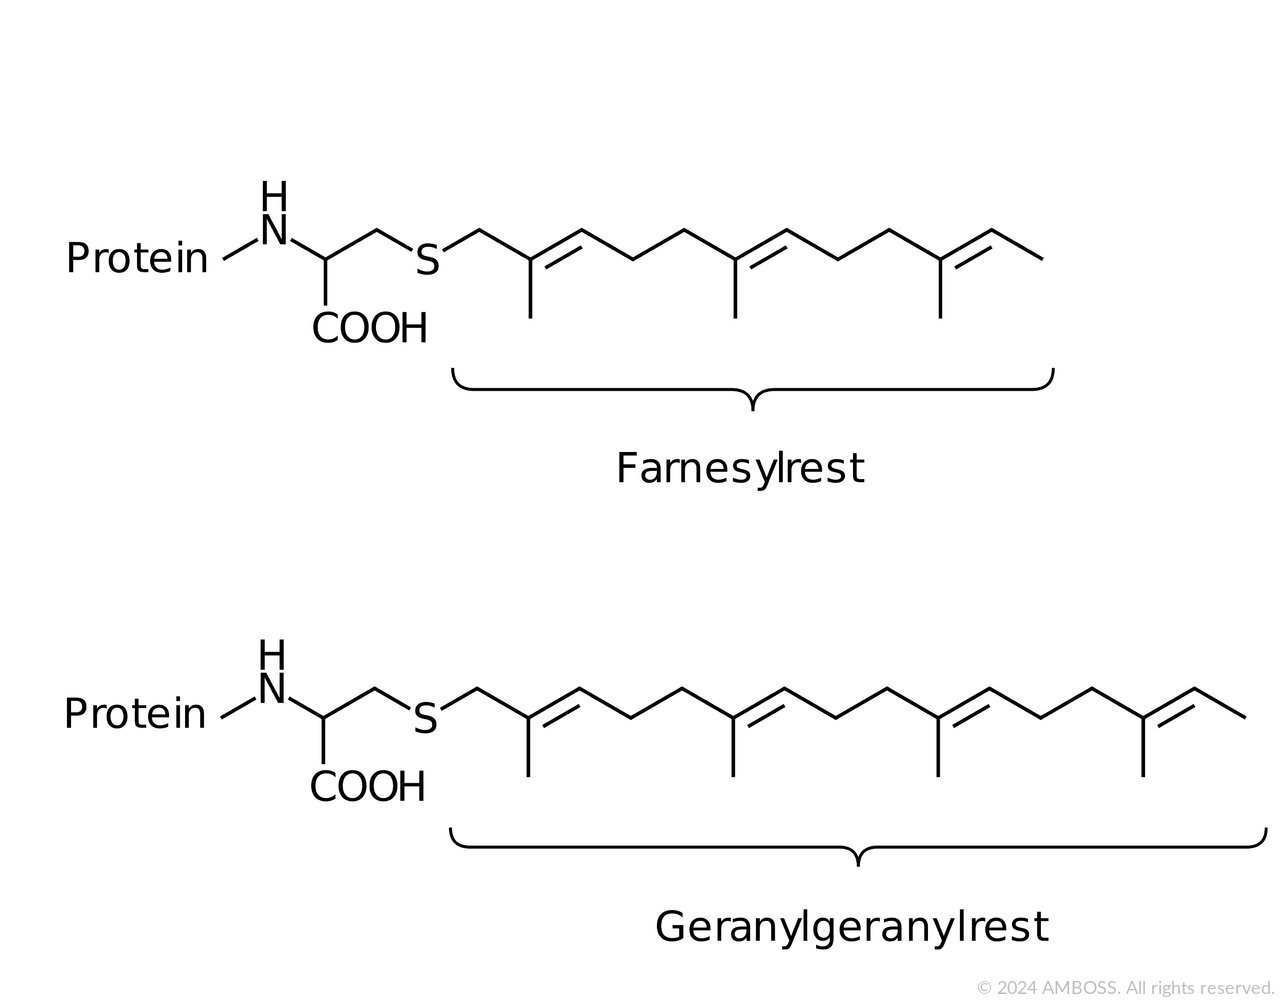 H
Protein N S
COOH
Farnesylrest
H
Protein N S
COOH
Geranylgeranylrest
© 2024 AMBOSS. All rights reserved.